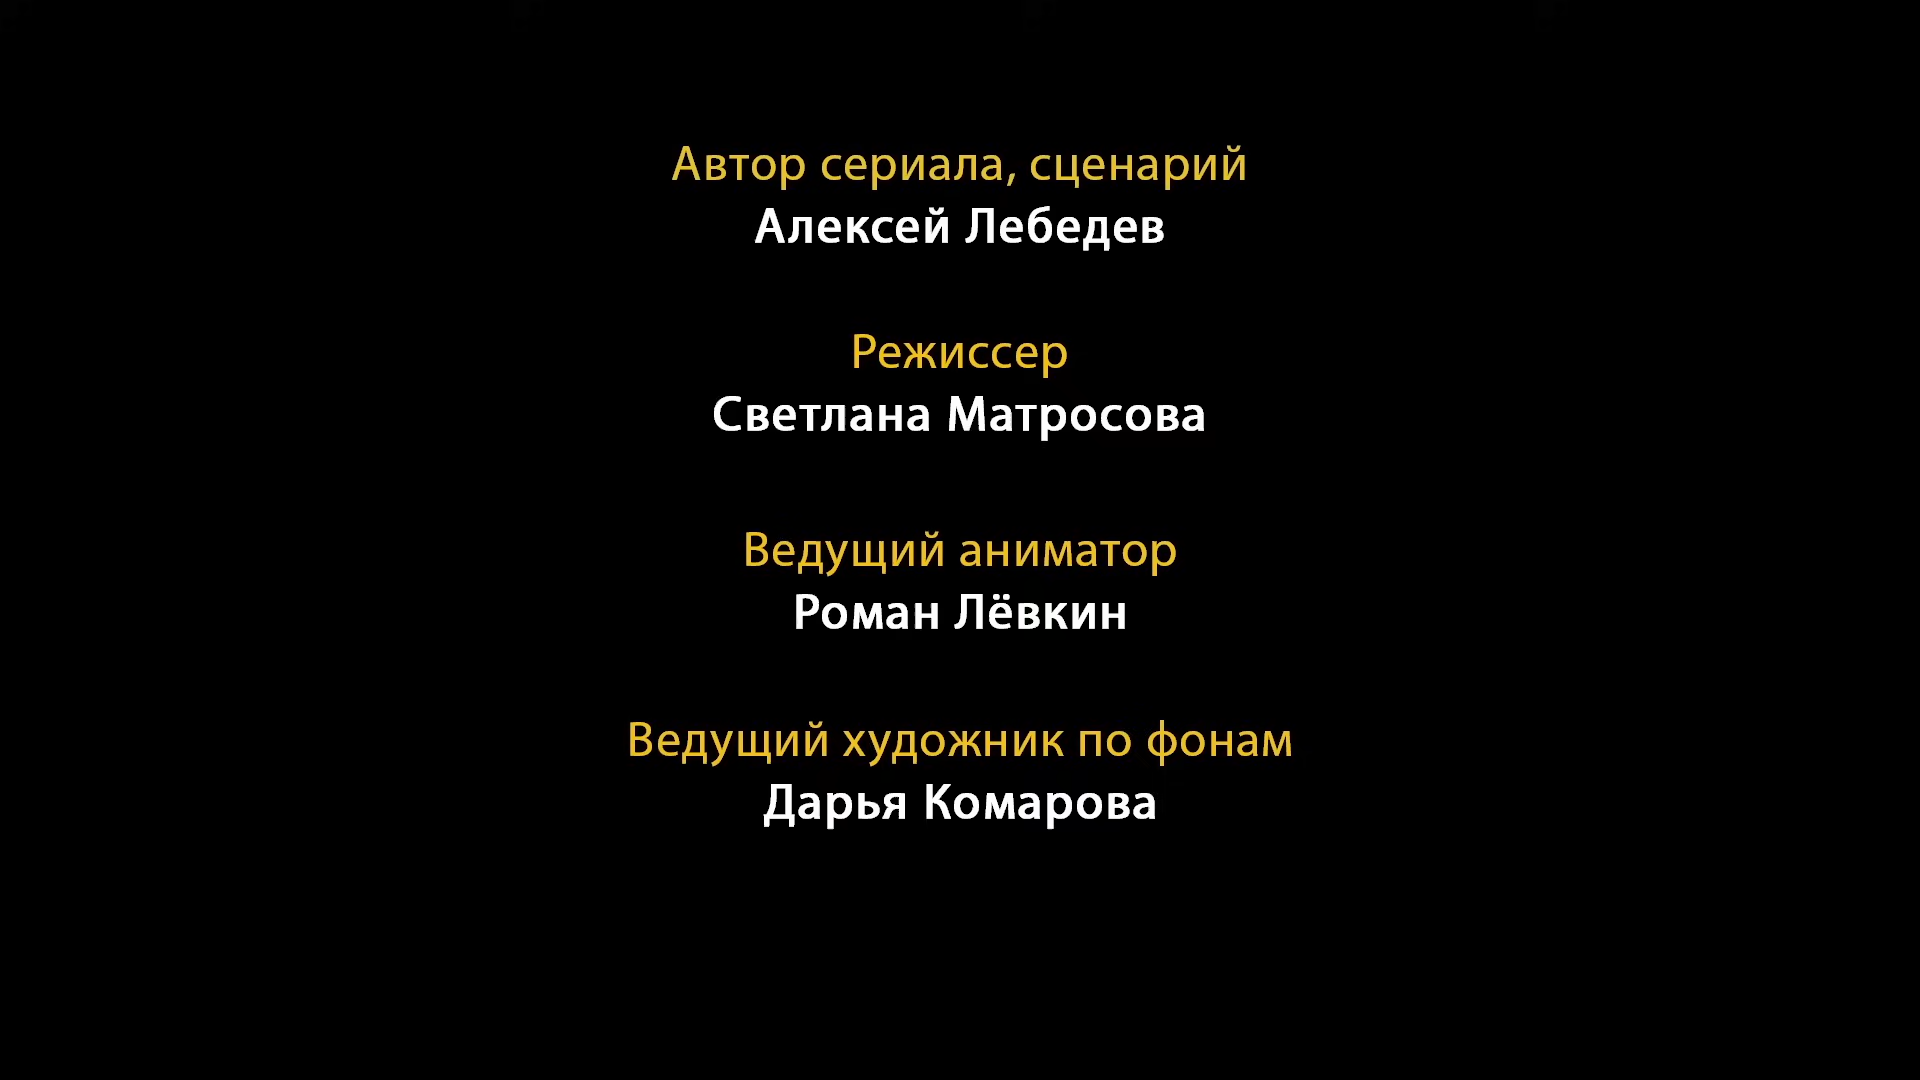 Автор сериала, сценарий
Алексей Лебедев
Режиссер
Светлана Матросова
Ведущий аниматор
Роман Лёвкин
Ведущий художник по фонам
Дарья Комарова